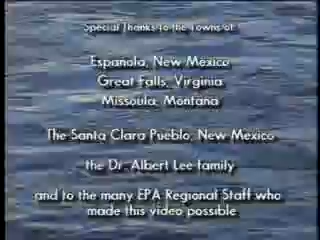 Special Thanks to the Towns of:
Espanola, New Mexico
Great Falls, Virginia
Missoula, Montana
The Santa Clara Pueblo, New Mexico
the Dr. Albert Lee family
and to the many EPA Regional Staff who
made this video possible